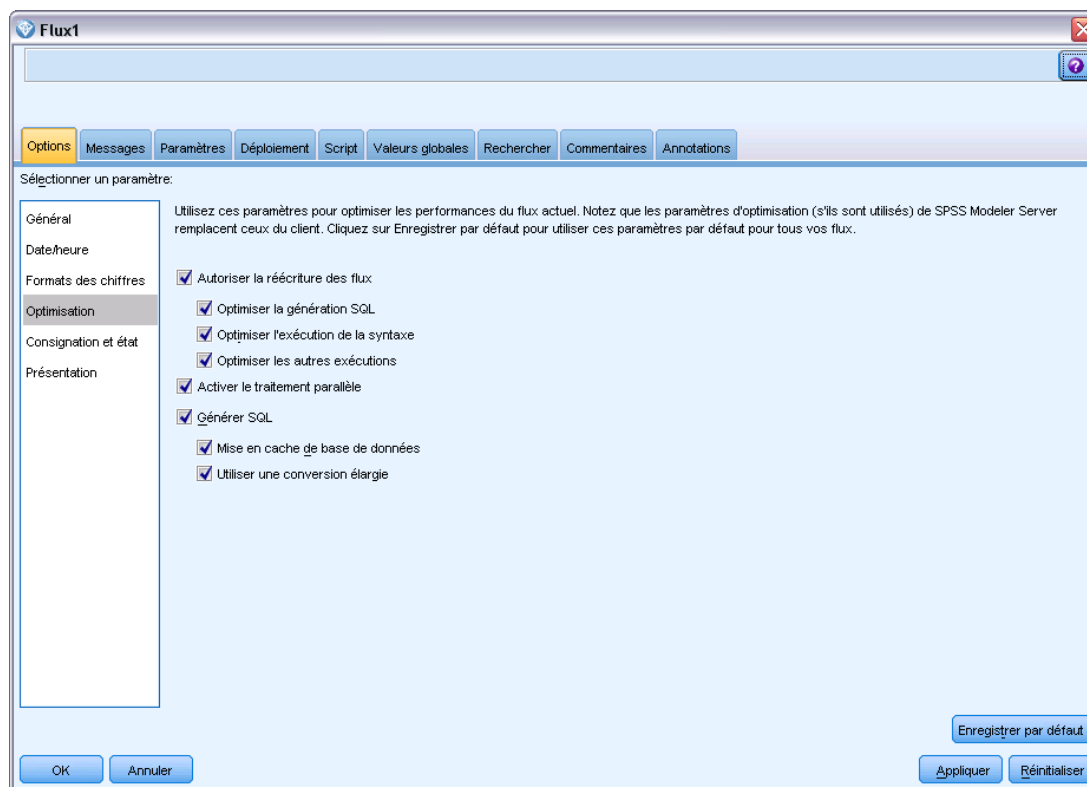 Flux1
Options Messages Paramètres Déploiement Script Valeurs globales Rechercher Commentaires Annotations
Sélectionner un paramètre:
Général
Date/heure
Formats des chiffres
Optimisation
Consignation et état
Présentation
Utilisez ces paramètres pour optimiser les performances du flux actuel. Notez que les paramètres d'optimisation (s'ils sont utilisés) de SPSS Modeler Server
remplacent ceux du client. Cliquez sur Enregistrer par défaut pour utiliser ces paramètres par défaut pour tous vos flux.
Autoriser la réécriture des flux
Optimiser la génération SQL
Optimiser l'exécution de la syntaxe
Optimiser les autres exécutions
Activer le traitement parallèle
Générer SQL
Mise en cache de base de données
Utiliser une conversion élargie
Enregistrer par défaut
OK Annuler Appliquer Réinitialiser